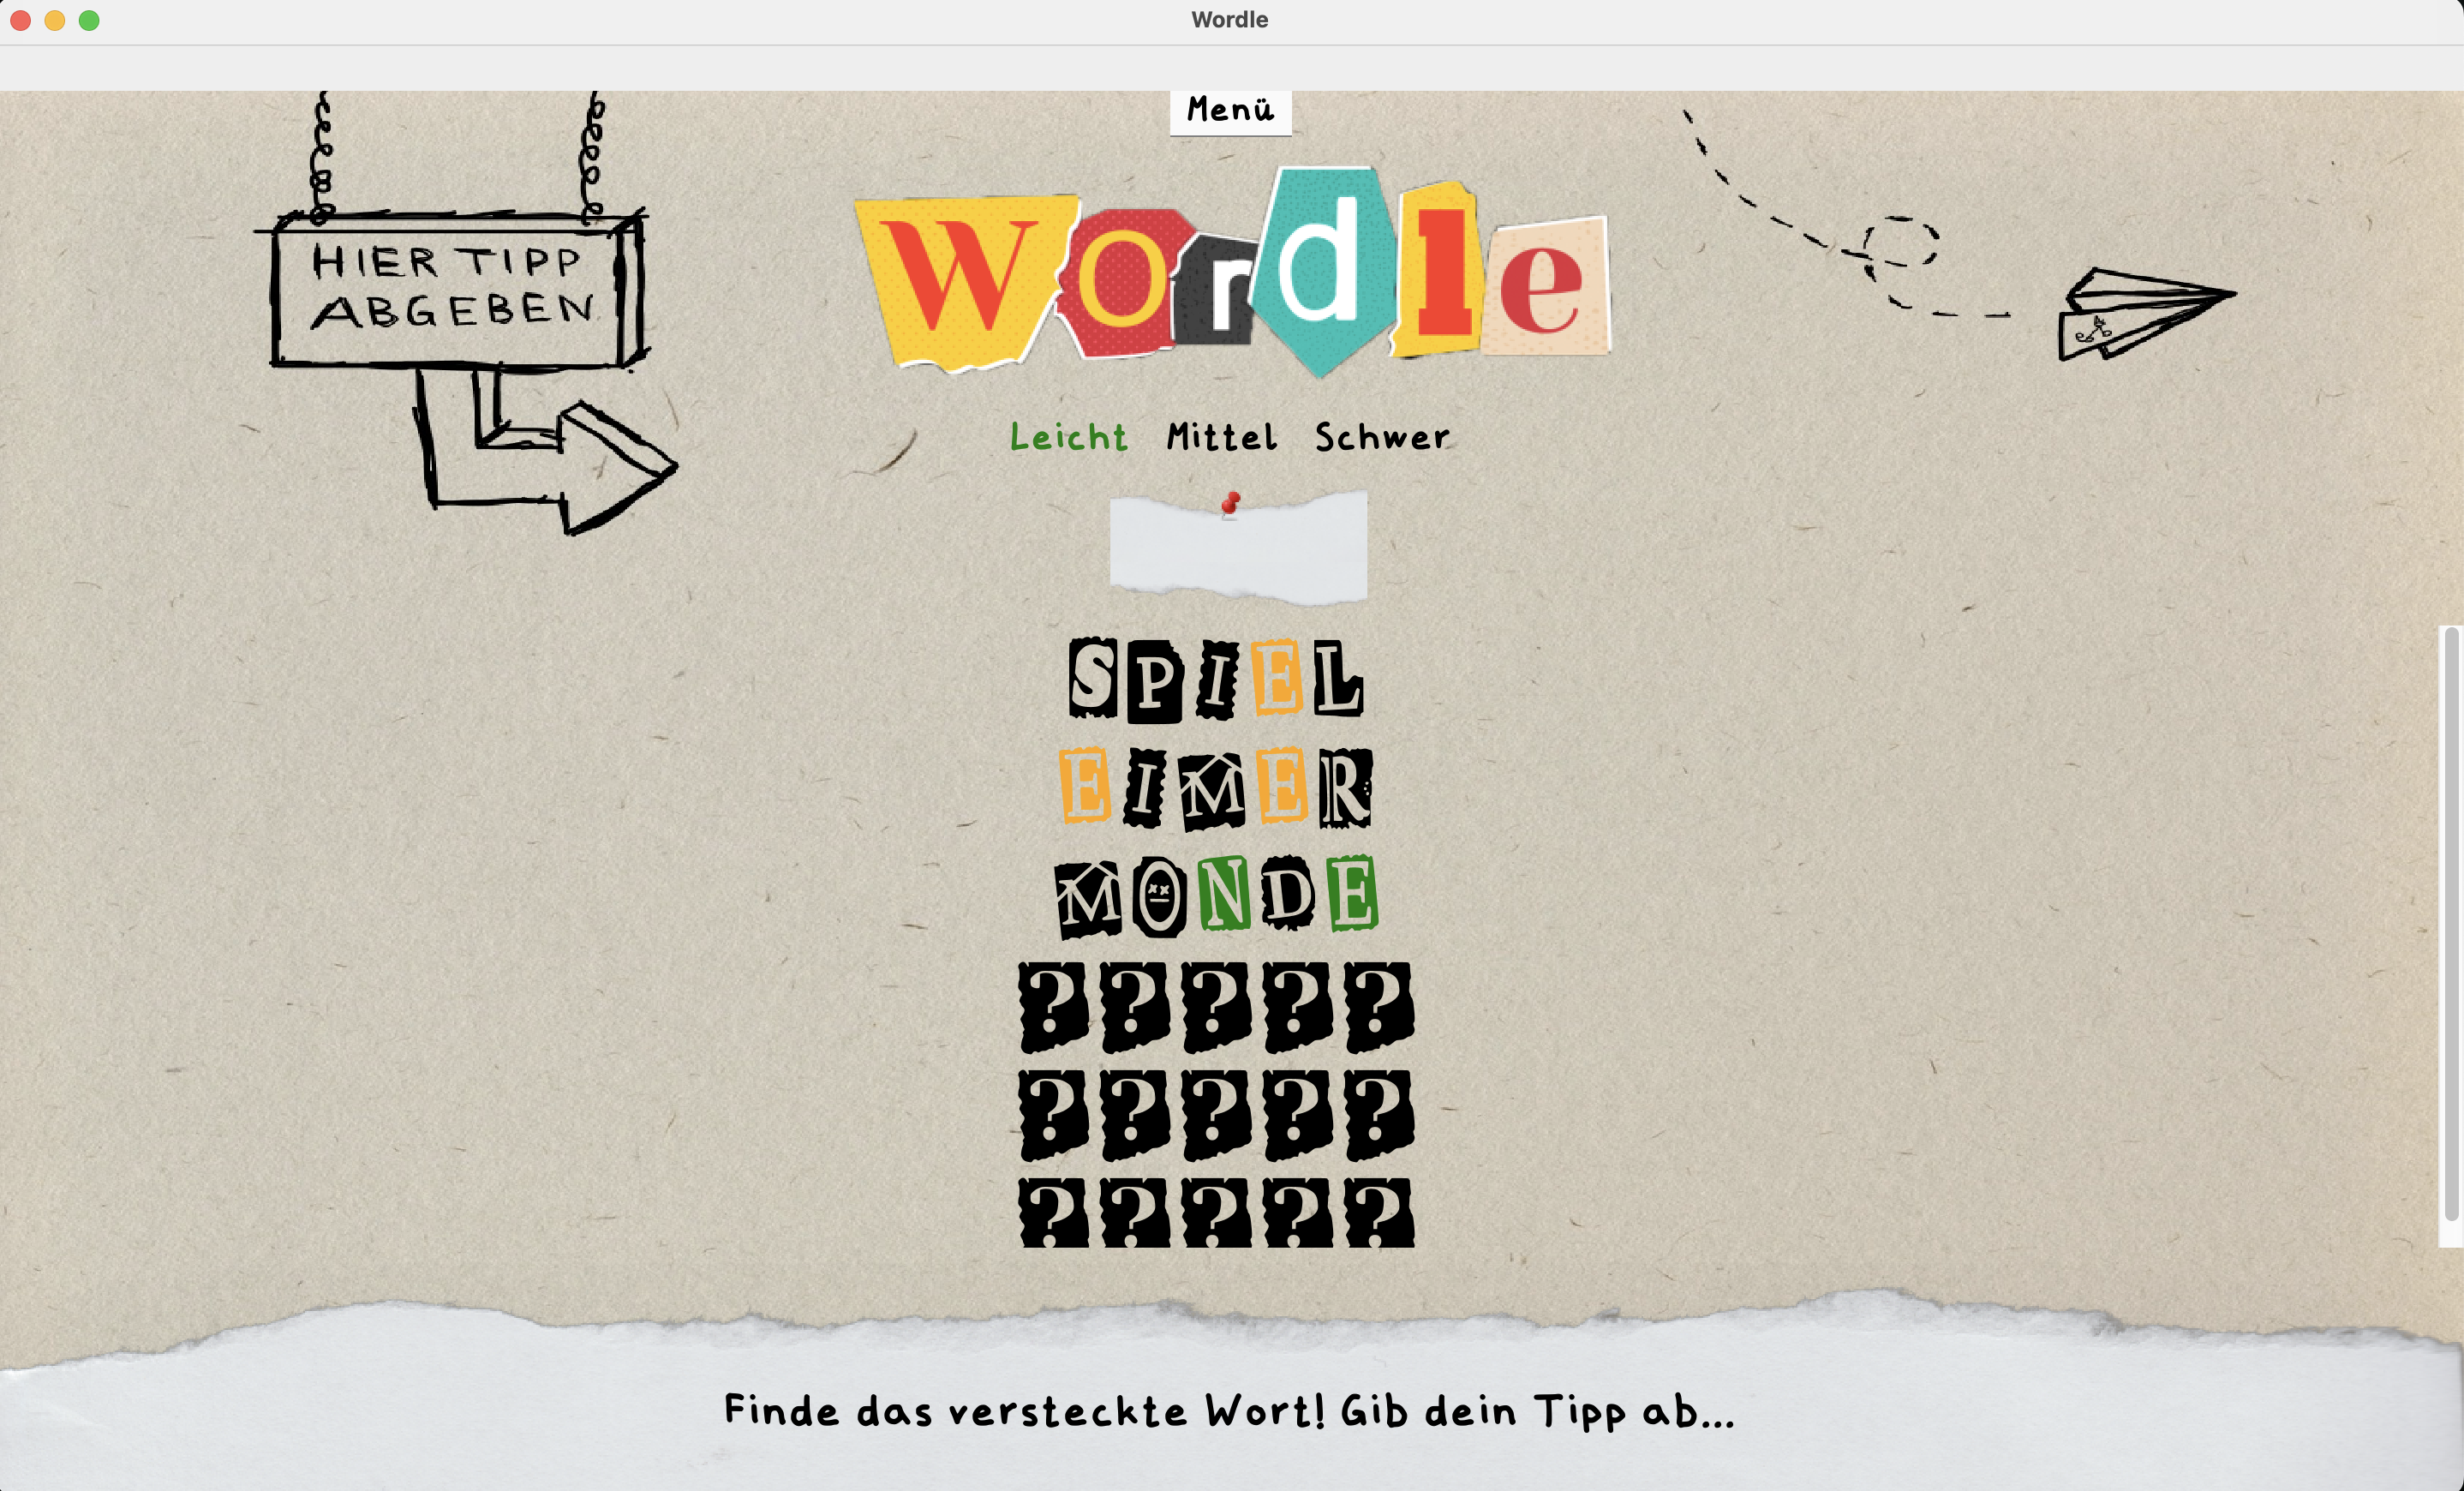 Wordle
Menü
HIER TIPP
ABGEBEN
Wordle
Leicht Mittel Schwer
SPIEL
EIMER
MONDE
?????
?????
?????
Finde das versteckte Wort! Gib dein Tipp ab...